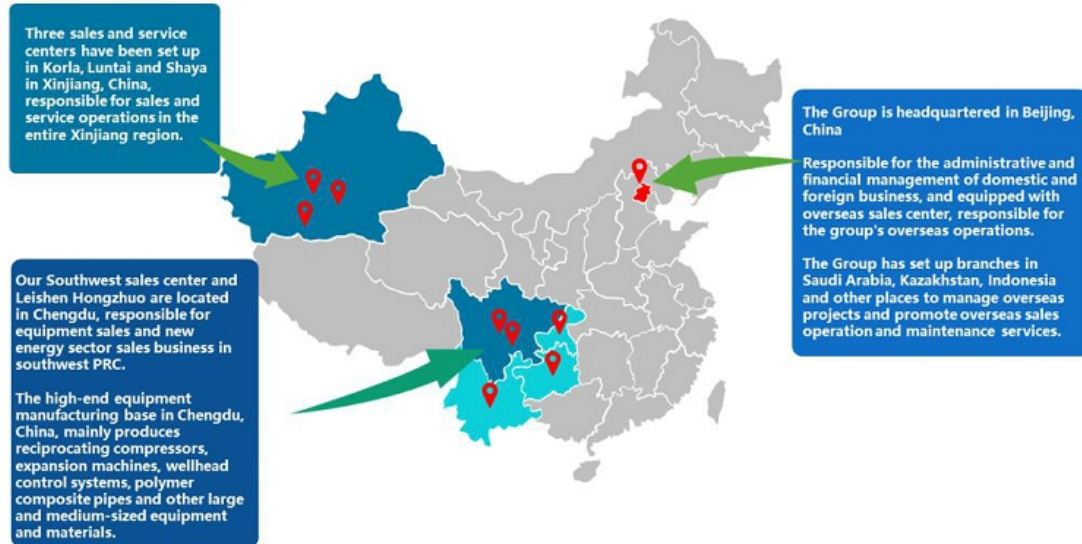 Three sales and service
centers have been set up
in Korla, Luntai and Shaya
in Xinjiang, China,
responsible for sales and
service operations in the
entire Xinjiang region.
The Group is headquartered in Beijing,
China
Responsible for the administrative and
financial management of domestic and
foreign business, and equipped with
overseas sales center, responsible for
the group's overseas operations.
The Group has set up branches in
Saudi Arabia, Kazakhstan, Indonesia
and other places to manage overseas
projects and promote overseas sales
operation and maintenance services.
Our Southwest sales center and
Leishen Hongzhuo are located
in Chengdu, responsible for
equipment sales and new
energy sector sales business in
southwest PRC.
The high-end equipment
manufacturing base in Chengdu,
China, mainly produces
reciprocating compressors,
expansion machines, wellhead
control systems, polymer
composite pipes and other large
and medium-sized equipment
and materials.